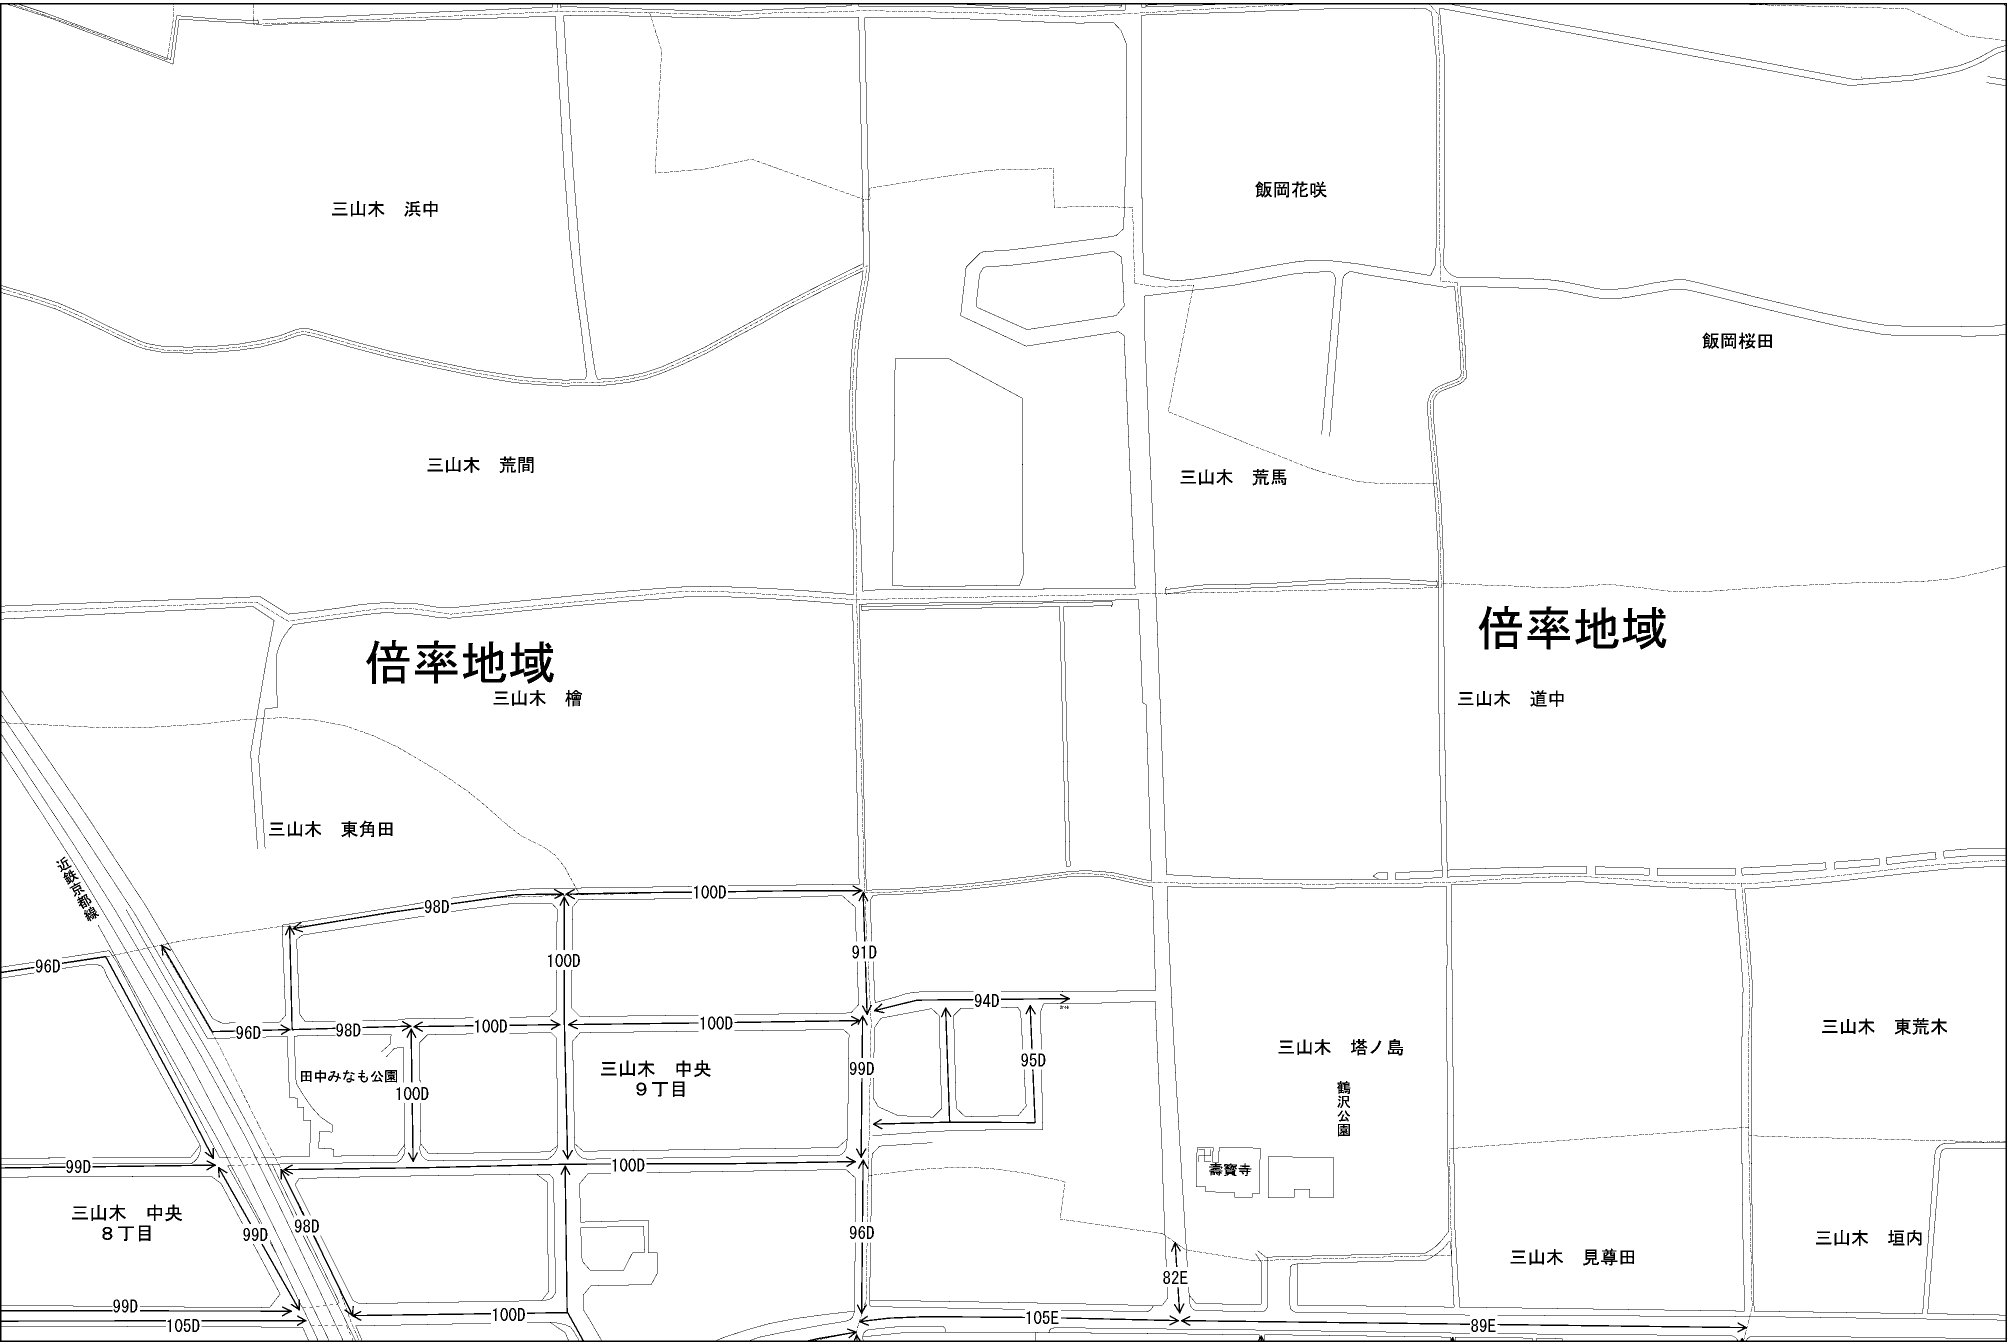 飯岡花咲
三山木　浜中
飯岡桜田
三山木　荒間
三山木　荒馬
倍率地域
倍率地域
三山木　檜
三山木　道中
三山木　東角田
近鉄京都線
100D
98D
91D
100D
96D
94D
100D
100D
96D
98D
三山木　東荒木
三山木　塔ノ島
95D
三山木　中央
９丁目
99D
田中みなも公園
100D
鶴沢公園
99D
100D
壽寶寺
三山木　中央
８丁目
98D
99D
96D
三山木　垣内
三山木　見尊田
82E
99D
100D
105E
105D
89E